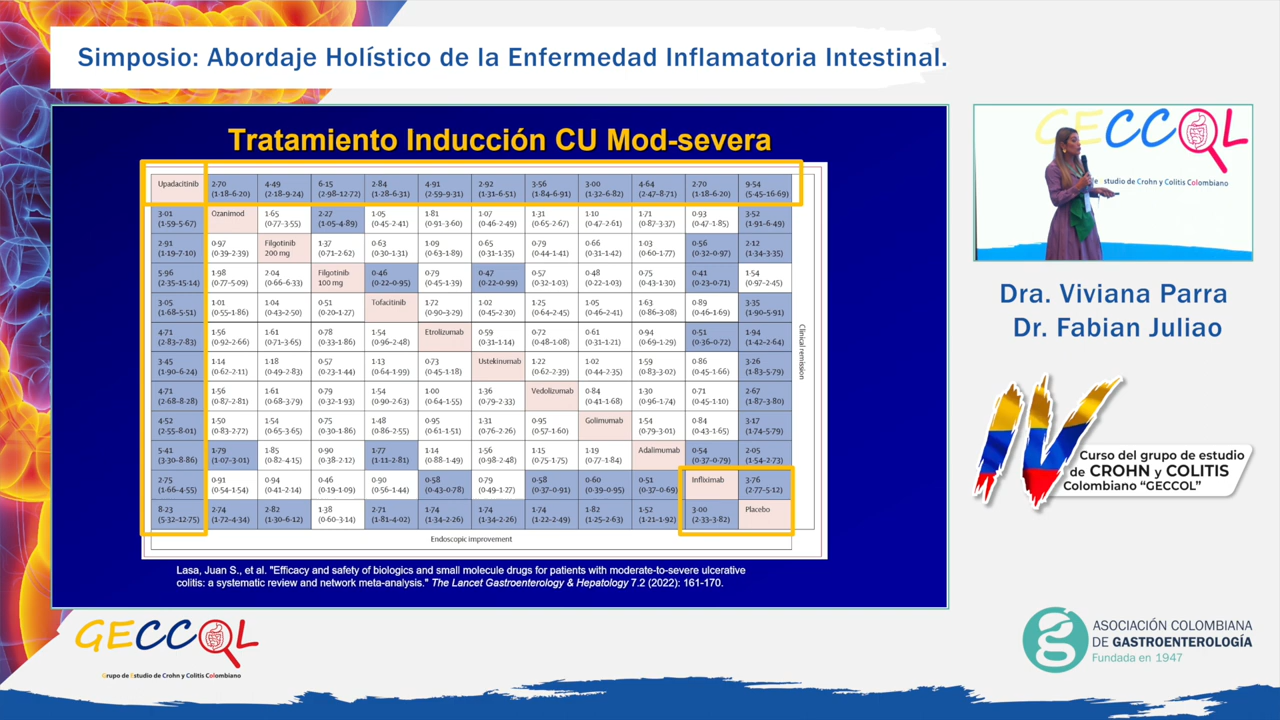 Simposio: Abordaje Holístico de la Enfermedad Inflamatoria Intestinal.
Tratamiento Inducción CU Mod-severa
Upadacitinib 2·70 (1·18-6·20) 4·49 (2·18-9·24) 6·15 (2·98-12·72) 2·84 (1·28-6·31) 4·91 (2·59-9·31) 2·92 (1·31-6·51) 3·56 (1·84-6·91) 3·00 (1·32-6·82) 4·64 (2·47-8·71) 2·70 (1·18-6·20) 9·54 (5·45-16·69)
3·01 (1·59-5·67) Ozanimod 1·65 (0·77-3·55) 2·27 (1·05-4·89) 1·05 (0·45-2·41) 1·81 (0·91-3·60) 1·07 (0·46-2·49) 1·31 (0·65-2·67) 1·10 (0·47-2·61) 1·71 (0·87-3·37) 0·93 (0·47-1·85) 3·52 (1·91-6·49)
2·91 (1·19-7·10) 0·97 (0·39-2·39) Filgotinib 200 mg 1·37 (0·71-2·62) 0·63 (0·30-1·31) 1·09 (0·63-1·89) 0·65 (0·31-1·35) 0·79 (0·44-1·41) 0·66 (0·31-1·42) 1·03 (0·60-1·77) 0·56 (0·32-0·97) 2·12 (1·34-3·35)
5·96 (2·35-15·14) 1·98 (0·77-5·09) 2·04 (0·66-6·33) Filgotinib 100 mg 0·46 (0·22-0·95) 0·79 (0·45-1·39) 0·47 (0·22-0·99) 0·57 (0·32-1·03) 0·48 (0·22-1·03) 0·75 (0·43-1·30) 0·41 (0·23-0·71) 1·54 (0·97-2·45)
3·05 (1·68-5·51) 1·01 (0·55-1·86) 1·04 (0·43-2·50) 0·51 (0·20-1·27) Tofacitinib 1·72 (0·90-3·29) 1·02 (0·45-2·30) 1·25 (0·64-2·45) 1·05 (0·46-2·41) 1·63 (0·86-3·08) 0·89 (0·46-1·69) 3·35 (1·90-5·91)
4·71 (2·83-7·83) 1·56 (0·92-2·66) 1·61 (0·71-3·65) 0·78 (0·33-1·86) 1·54 (0·96-2·48) Etrolizumab 0·59 (0·31-1·14) 0·72 (0·48-1·08) 0·61 (0·31-1·21) 0·94 (0·69-1·29) 0·51 (0·36-0·72) 1·94 (1·42-2·64)
3·45 (1·90-6·24) 1·14 (0·62-2·11) 1·18 (0·49-2·83) 0·57 (0·23-1·44) 1·13 (0·64-1·99) 0·73 (0·45-1·18) Ustekinumab 1·22 (0·62-2·39) 1·02 (0·44-2·35) 1·59 (0·83-3·02) 0·86 (0·45-1·66) 3·26 (1·83-5·79)
4·71 (2·68-8·28) 1·56 (0·87-2·81) 1·61 (0·68-3·79) 0·79 (0·32-1·93) 1·54 (0·90-2·63) 1·00 (0·64-1·55) 1·36 (0·79-2·33) Vedolizumab 0·84 (0·41-1·68) 1·30 (0·96-1·74) 0·71 (0·45-1·10) 2·67 (1·87-3·80)
4·52 (2·55-8·01) 1·50 (0·83-2·72) 1·54 (0·65-3·65) 0·75 (0·30-1·86) 1·48 (0·86-2·55) 0·95 (0·61-1·51) 1·31 (0·76-2·26) 0·95 (0·57-1·60) Golimumab 1·54 (0·79-3·01) 0·84 (0·43-1·65) 3·17 (1·74-5·79)
5·41 (3·30-8·86) 1·79 (1·07-3·01) 1·85 (0·82-4·15) 0·90 (0·38-2·12) 1·77 (1·11-2·81) 1·14 (0·88-1·49) 1·56 (0·98-2·48) 1·15 (0·75-1·75) 1·19 (0·77-1·84) Adalimumab 0·54 (0·37-0·79) 2·05 (1·54-2·73)
2·75 (1·66-4·55) 0·91 (0·54-1·54) 0·94 (0·41-2·14) 0·46 (0·19-1·09) 0·90 (0·56-1·44) 0·58 (0·43-0·78) 0·79 (0·49-1·27) 0·58 (0·37-0·91) 0·60 (0·39-0·95) 0·51 (0·37-0·69) Infliximab 3·76 (2·77-5·12)
8·23 (5·32-12·75) 2·74 (1·72-4·34) 2·82 (1·30-6·12) 1·38 (0·60-3·14) 2·71 (1·81-4·02) 1·74 (1·34-2·26) 1·74 (1·34-2·26) 1·74 (1·22-2·49) 1·82 (1·25-2·63) 1·52 (1·21-1·92) 3·00 (2·33-3·82) Placebo
Clinical remission
Endoscopic improvement
Lasa, Juan S., et al. "Efficacy and safety of biologics and small molecule drugs for patients with moderate-to-severe ulcerative
colitis: a systematic review and network meta-analysis." The Lancet Gastroenterology & Hepatology 7.2 (2022): 161-170.
GECCOL
de Estudio de Crohn y Colitis Colombiano
Dra. Viviana Parra
Dr. Fabian Juliao
IV
Curso del grupo de estudio
de CROHN y COLITIS
Colombiano "GECCOL"
GECCOL
Grupo de Estudio de Crohn y Colitis Colombiano
ASOCIACIÓN COLOMBIANA
DE GASTROENTEROLOGÍA
Fundada en 1947